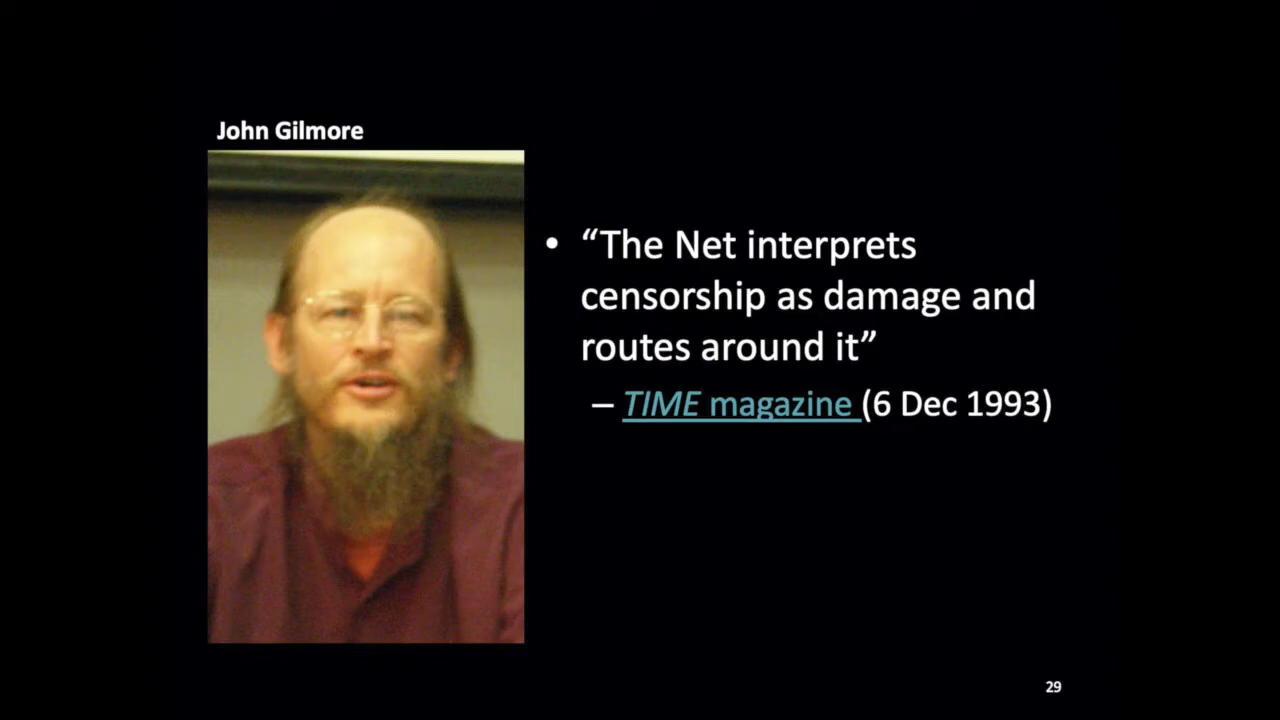 John Gilmore
• “The Net interprets
censorship as damage and
routes around it”
– TIME magazine (6 Dec 1993)
29